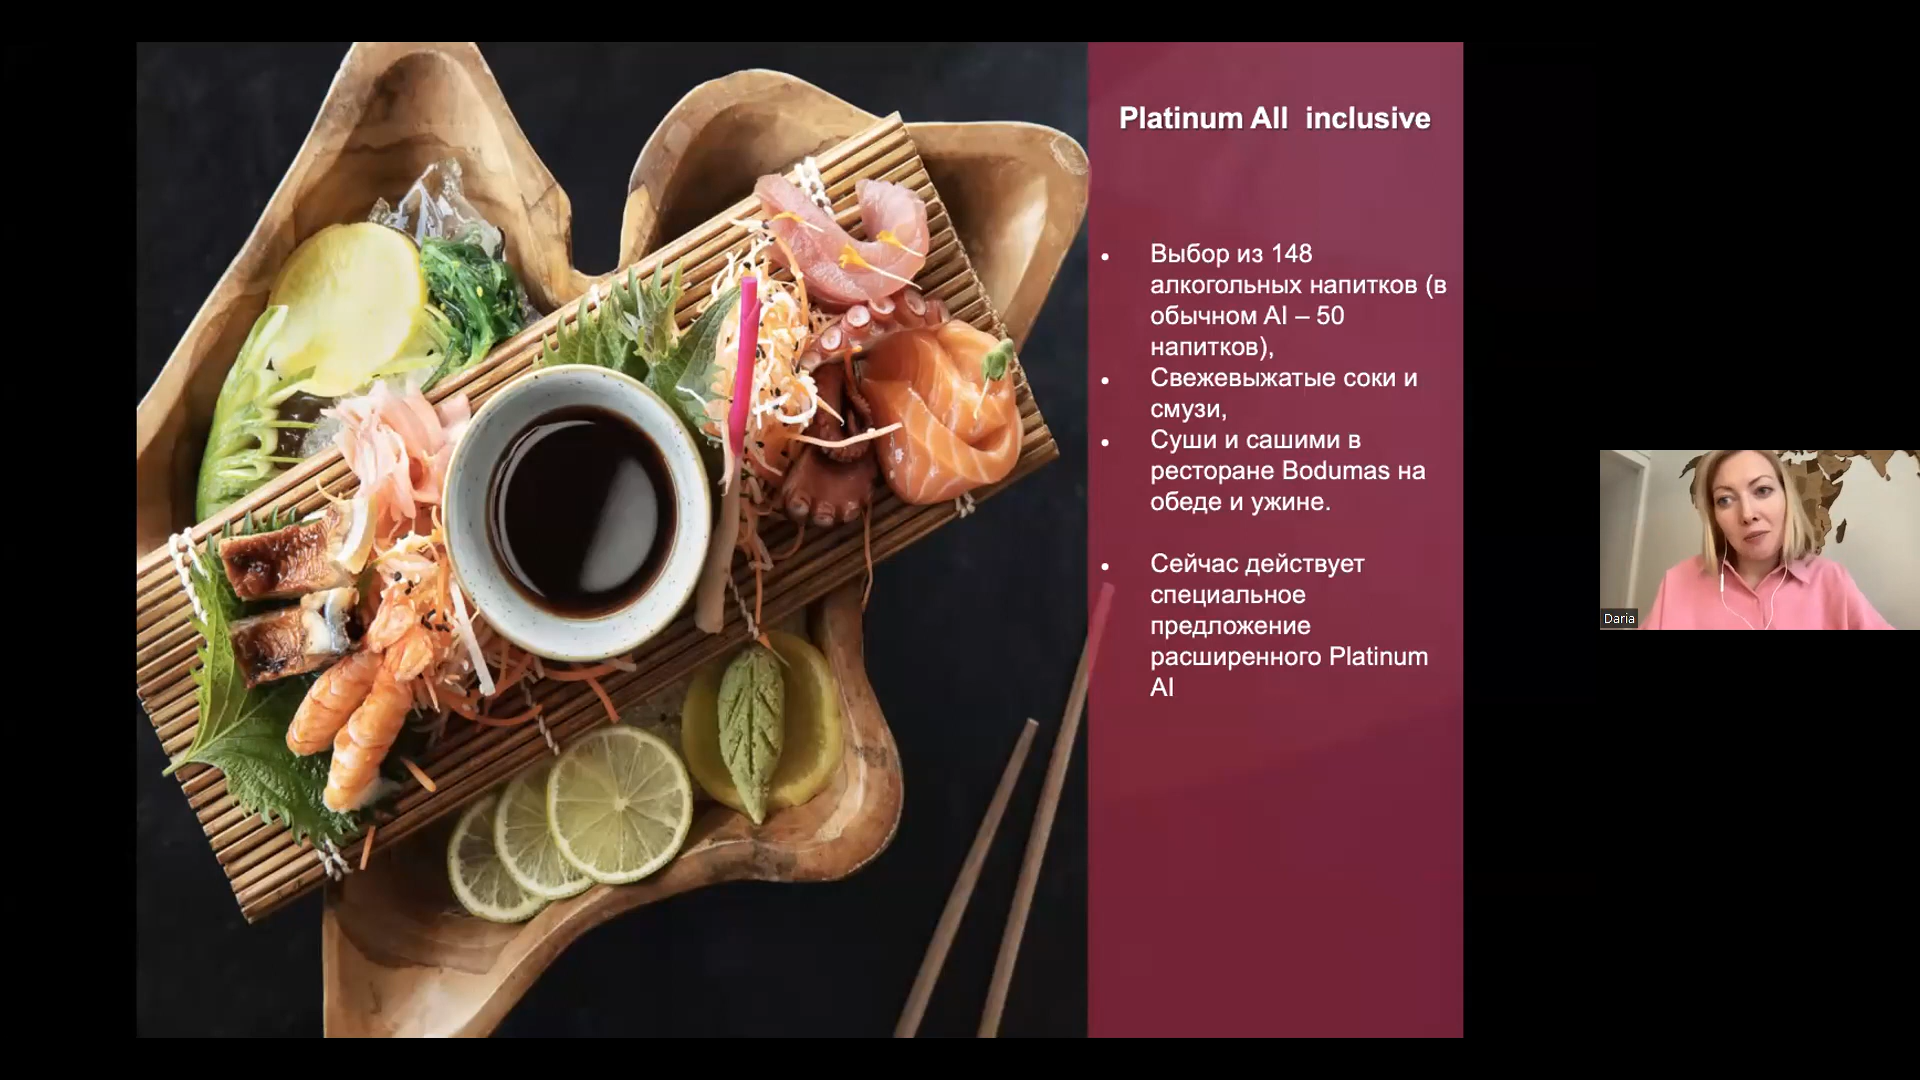 Platinum All inclusive
• Выбор из 148
алкогольных напитков (в
обычном AI – 50
напитков),
• Свежевыжатые соки и
смузи,
• Суши и сашими в
ресторане Bodumas на
обеде и ужине.
• Сейчас действует
специальное
предложение
расширенного Platinum
AI
Daria